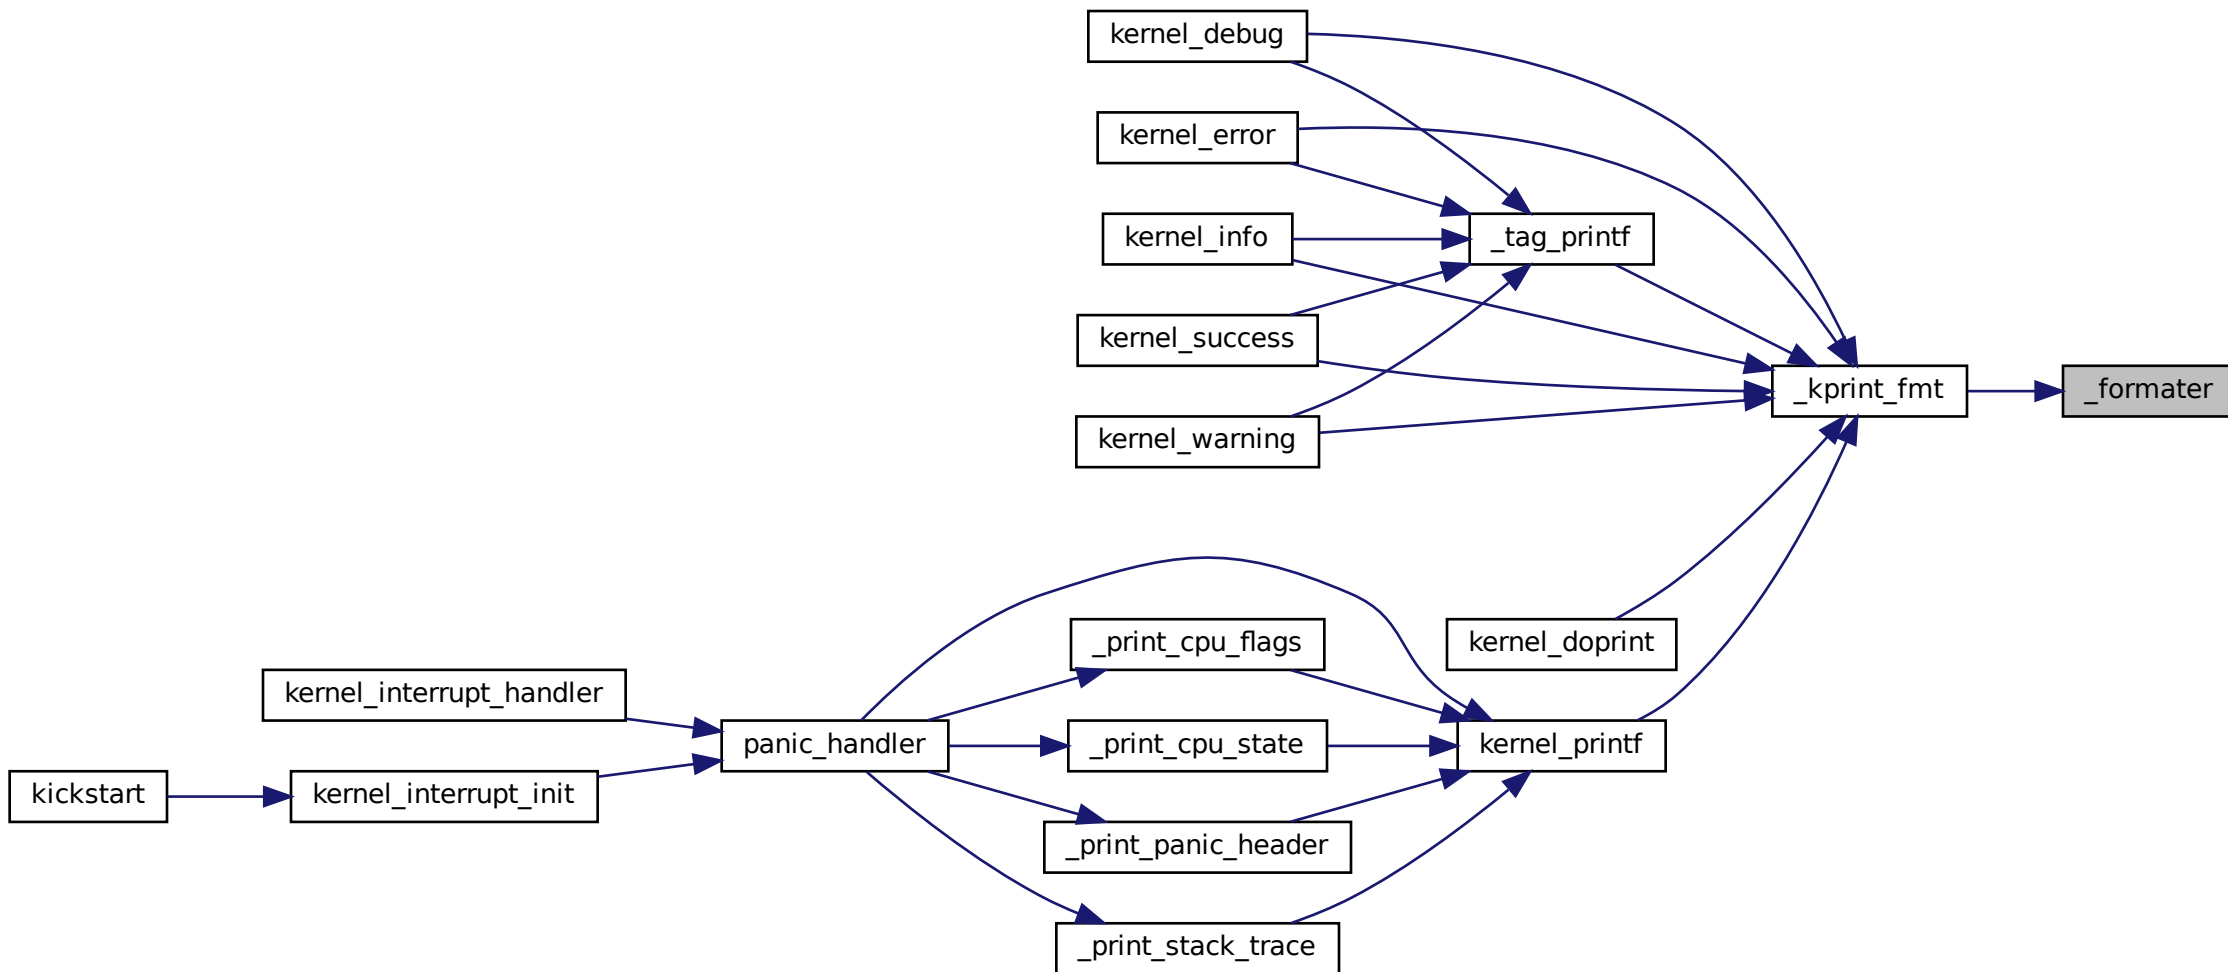 kernel_debug
kernel_error
kernel_info
_tag_printf
kernel_success
_kprint_fmt
_formater
kernel_warning
_print_cpu_flags
kernel_doprint
kernel_interrupt_handler
panic_handler
_print_cpu_state
kernel_printf
kickstart
kernel_interrupt_init
_print_panic_header
_print_stack_trace